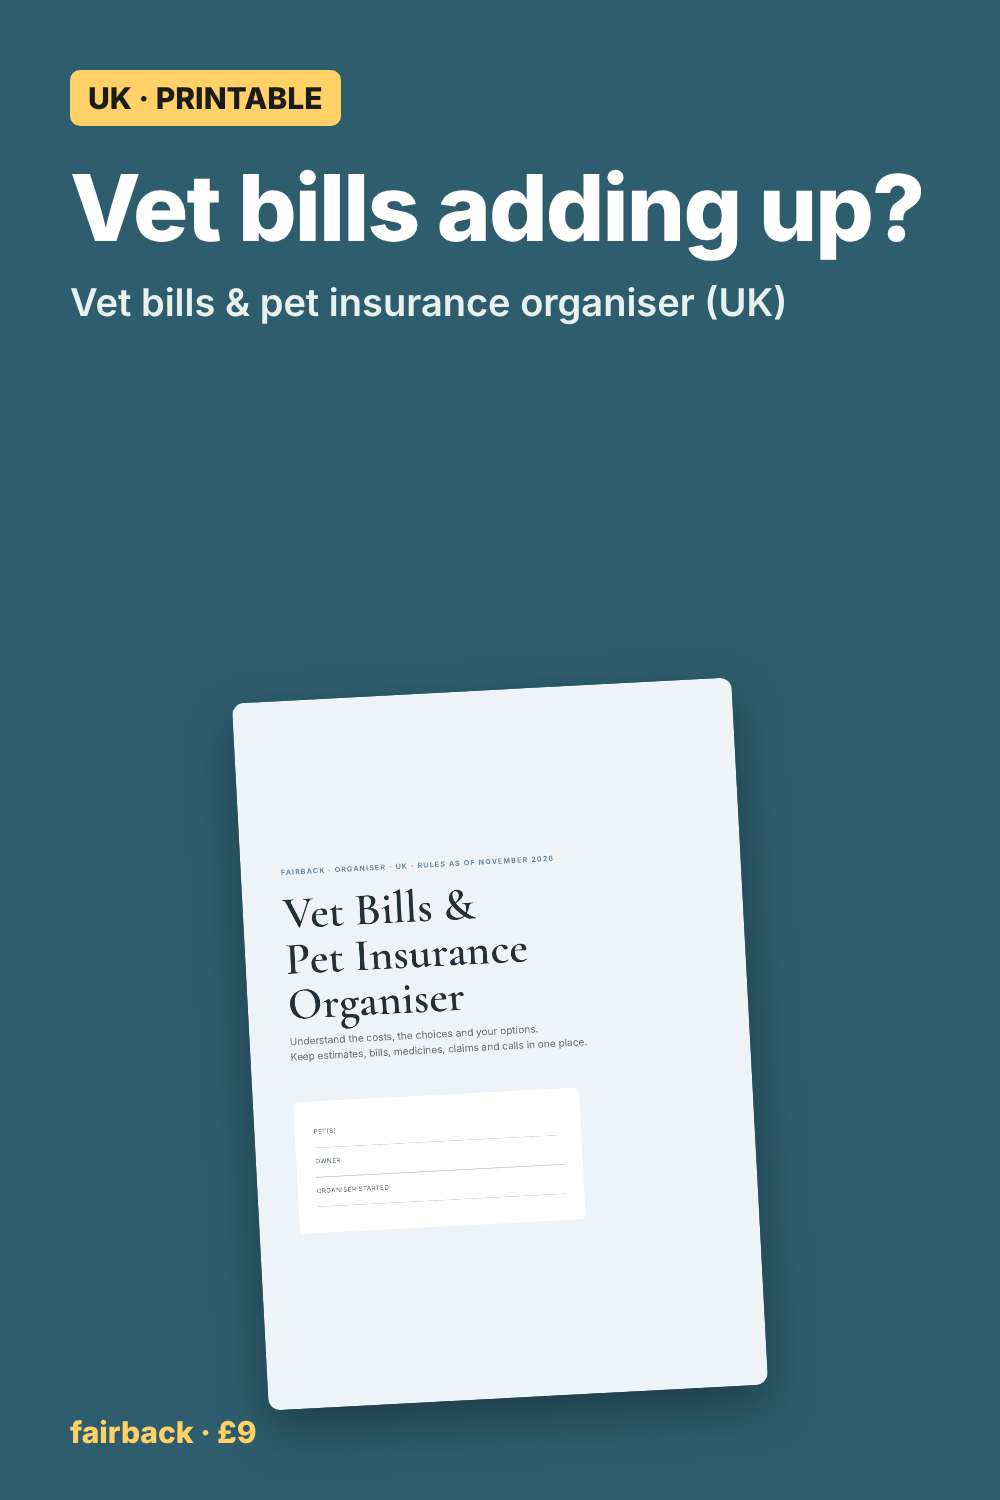 UK · PRINTABLE
Vet bills adding up?
Vet bills & pet insurance organiser (UK)
FAIRBACK · ORGANISER · UK · RULES AS OF NOVEMBER 2026
Vet Bills &
Pet Insurance
Organiser
Understand the costs, the choices and your options.
Keep estimates, bills, medicines, claims and calls in one place.
PET(S)
OWNER
ORGANISER STARTED
fairback · £9